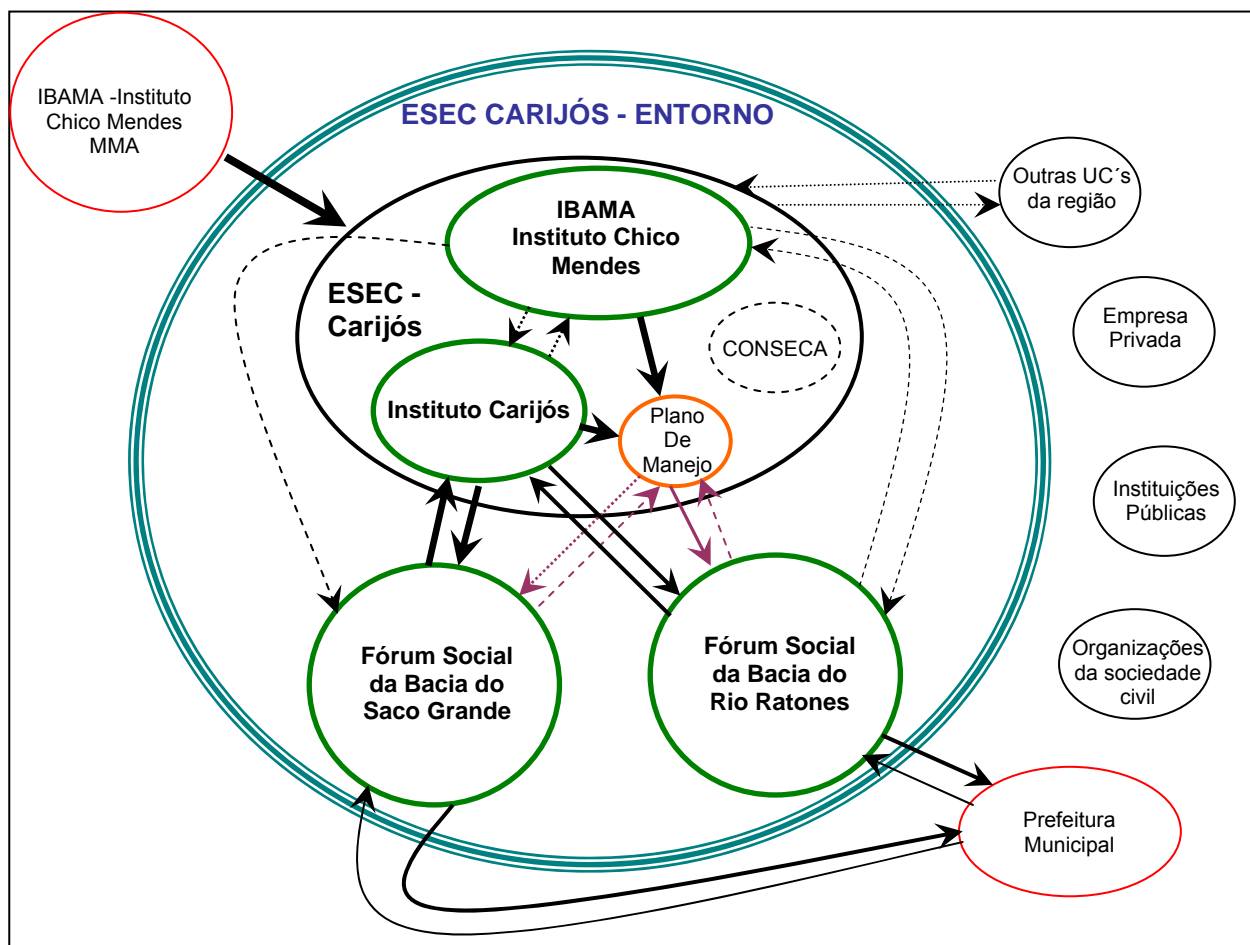 IBAMA -Instituto
Chico Mendes
MMA
ESEC CARIJÓS - ENTORNO
Outras UC´s
da região
IBAMA
Instituto Chico
Mendes
ESEC -
Carijós
CONSECA
Empresa
Privada
Instituto Carijós
Plano
De
Manejo
Instituições
Públicas
Fórum Social
da Bacia do
Saco Grande
Fórum Social
da Bacia do
Rio Ratones
Organizações
da sociedade
civil
Prefeitura
Municipal